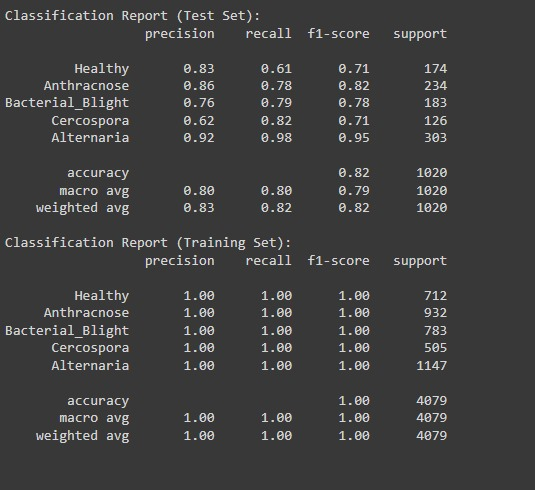 Classification Report (Test Set):
precision recall f1-score support
Healthy 0.83 0.61 0.71 174
Anthracnose 0.86 0.78 0.82 234
Bacterial_Blight 0.76 0.79 0.78 183
Cercospora 0.62 0.82 0.71 126
Alternaria 0.92 0.98 0.95 303
accuracy 0.82 1020
macro avg 0.80 0.80 0.79 1020
weighted avg 0.83 0.82 0.82 1020
Classification Report (Training Set):
precision recall f1-score support
Healthy 1.00 1.00 1.00 712
Anthracnose 1.00 1.00 1.00 932
Bacterial_Blight 1.00 1.00 1.00 783
Cercospora 1.00 1.00 1.00 505
Alternaria 1.00 1.00 1.00 1147
accuracy 1.00 4079
macro avg 1.00 1.00 1.00 4079
weighted avg 1.00 1.00 1.00 4079